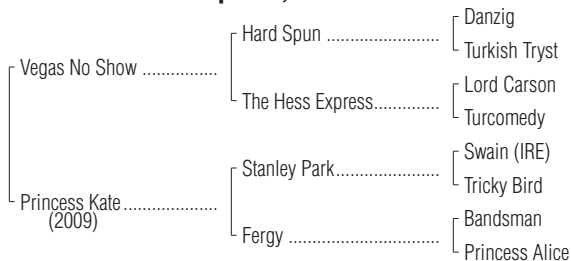 Danzig
Hard Spun ........................
Turkish Tryst
Vegas No Show ................
Lord Carson
The Hess Express..............
Turcomedy
Swain (IRE)
Stanley Park......................
Tricky Bird
Princess Kate ....................
(2009)
Bandsman
Fergy ................................
Princess Alice